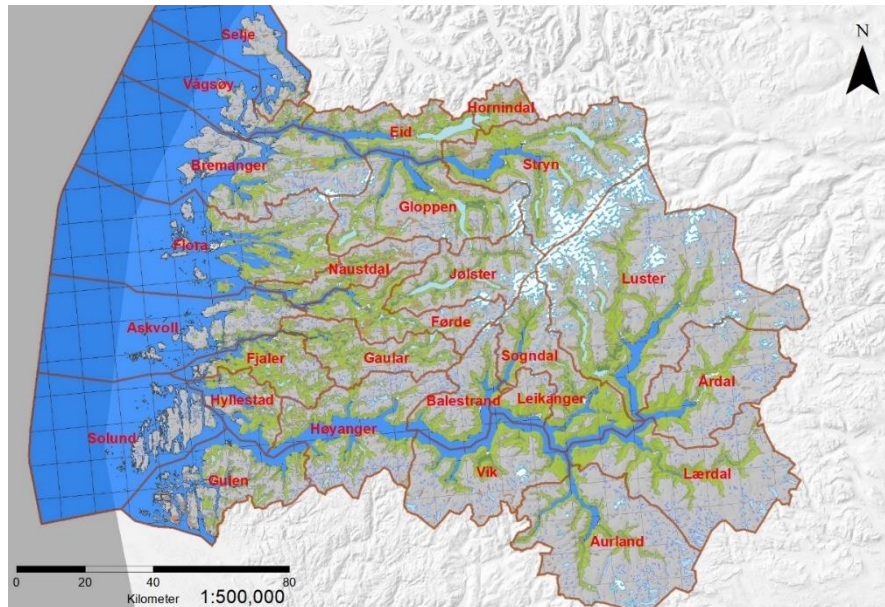 Selje
N
Vågsøy
Hornindal
Eid
Bremanger
Stryn
Gloppen
Flora
Naustdal
Jølster
Luster
Askvoll
Førde
Fjaler
Gaular
Sogndal
Årdal
Hyllestad
Balestrand
Leikanger
Solund
Høyanger
Gulen
Vik
Lærdal
Aurland
0 20 40 80
Kilometer 1:500,000